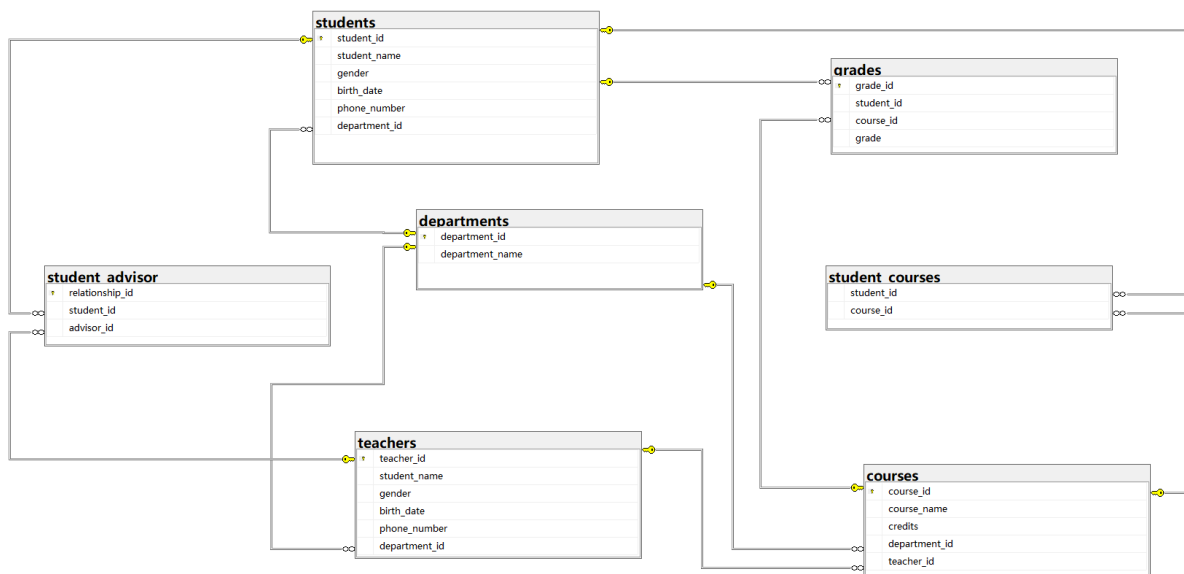 students
student_id
student_name
gender
birth_date
phone_number
department_id
grades
grade_id
student_id
course_id
grade
departments
department_id
department_name
student_advisor
relationship_id
student_id
advisor_id
student_courses
student_id
course_id
teachers
teacher_id
student_name
gender
birth_date
phone_number
department_id
courses
course_id
course_name
credits
department_id
teacher_id